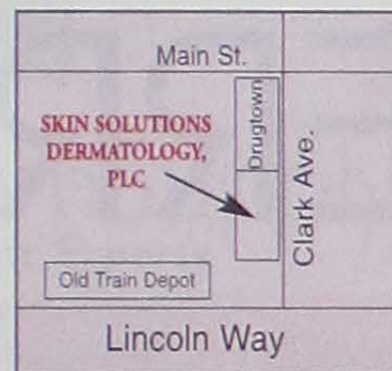 Main St.
SKIN SOLUTIONS
DERMATOLOGY,
PLC
Drugtown
Clark Ave.
Old Train Depot
Lincoln Way